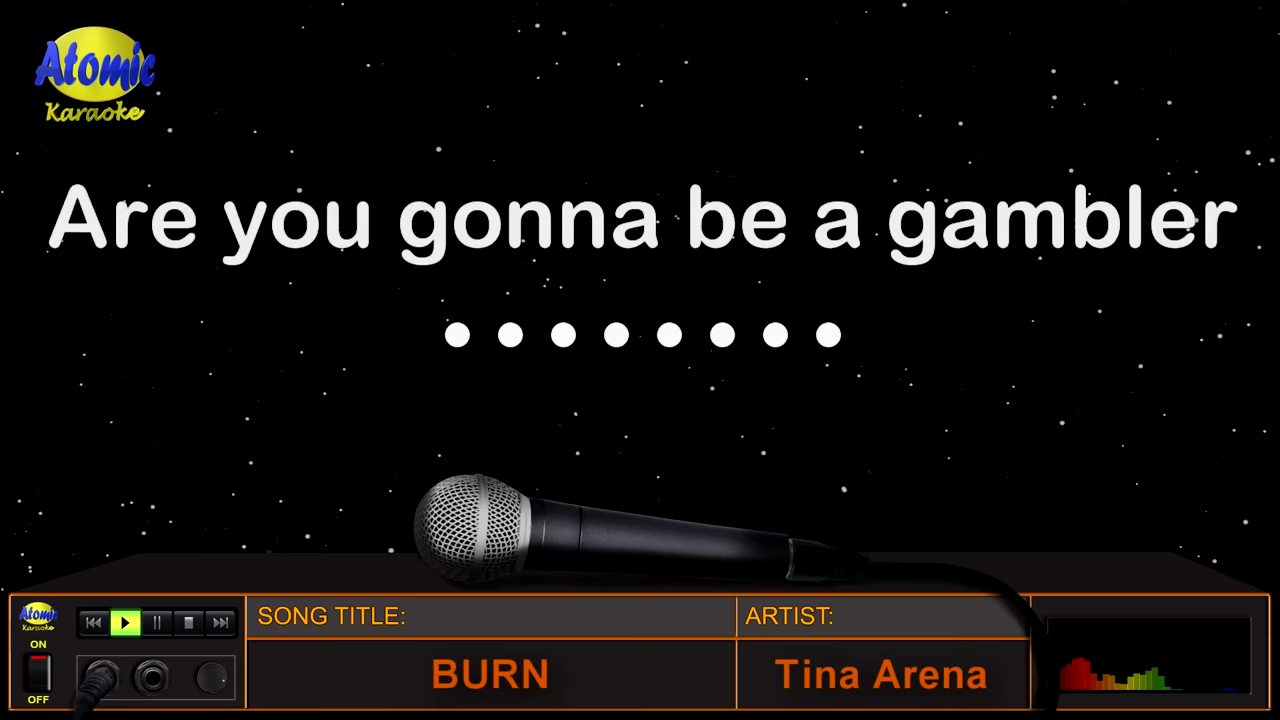 Atomic
Karaoke
Are you gonna be a gambler
Atomic
Karaoke
ON
OFF
SONG TITLE:
BURN
ARTIST:
Tina Arena